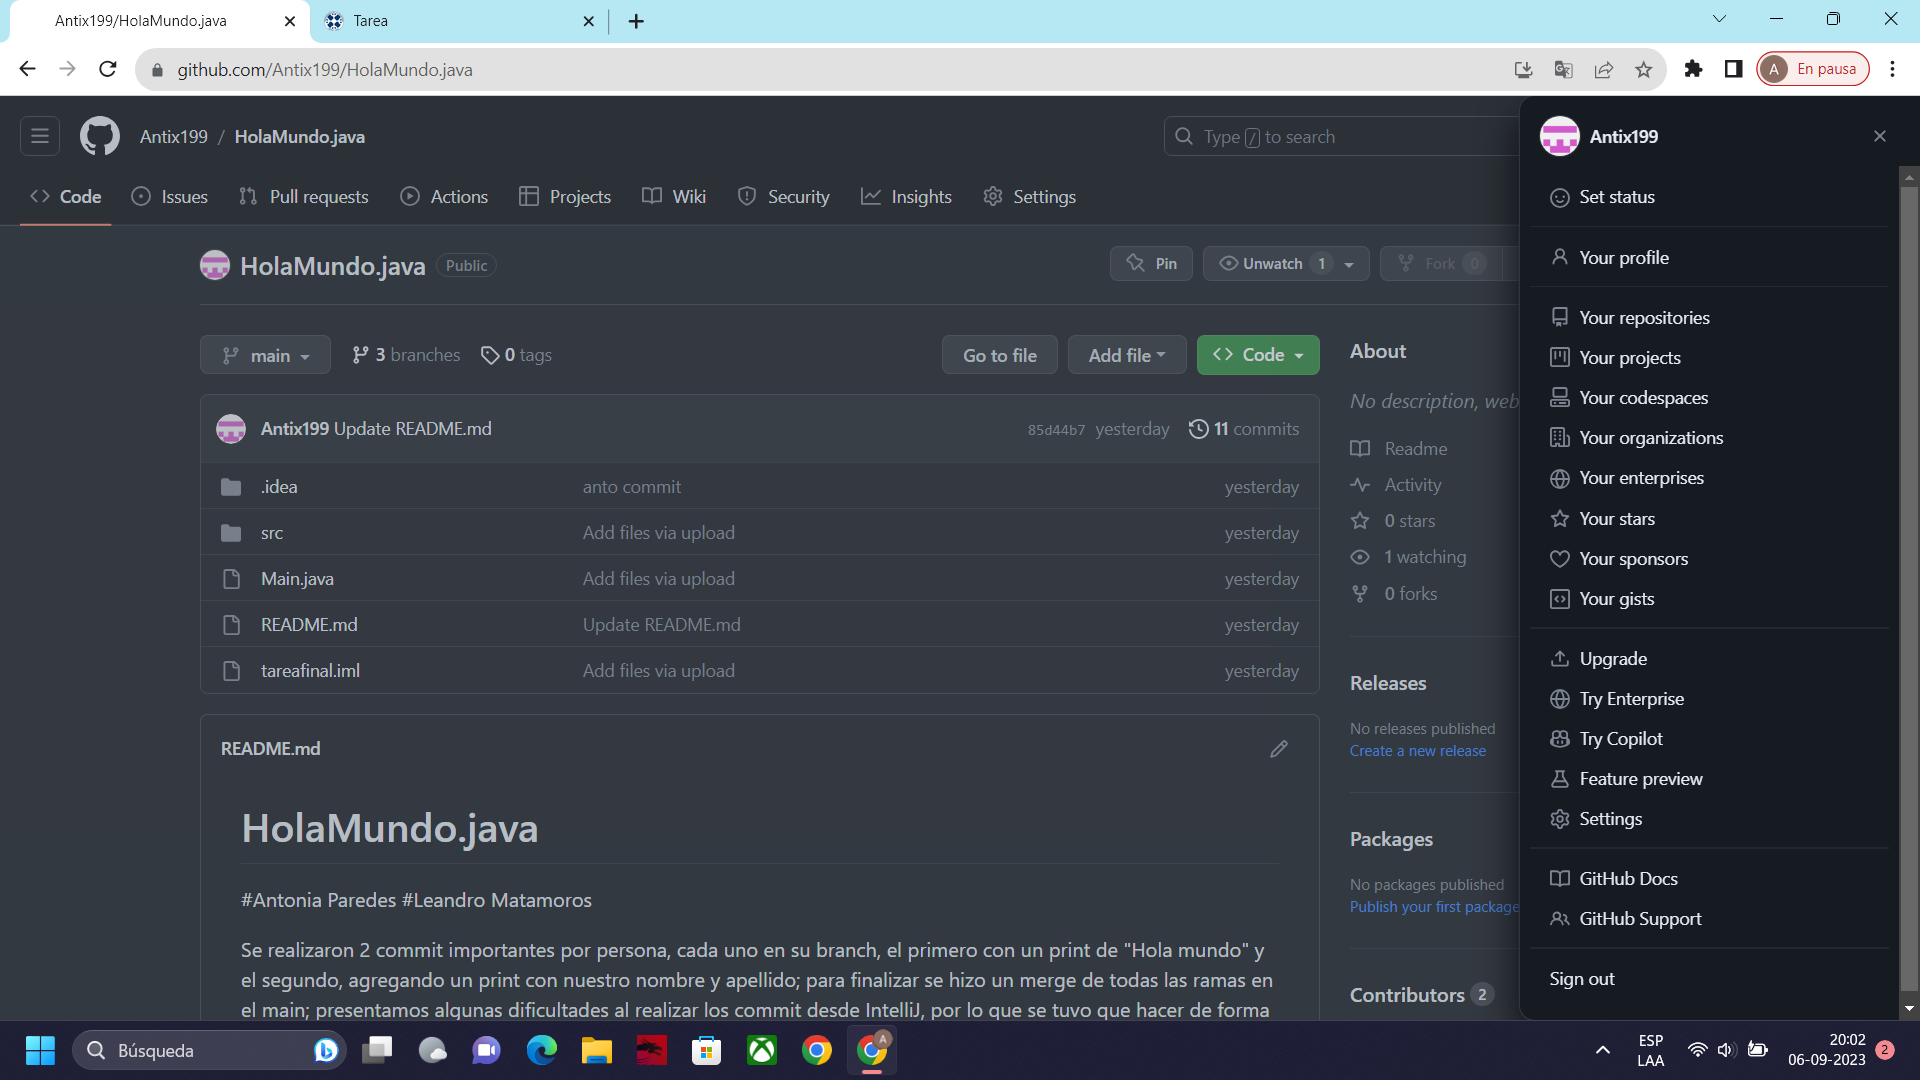 Antix199/HolaMundo.java
Tarea
github.com/Antix199/HolaMundo.java
A
En pausa
Antix199 / HolaMundo.java
Type / to search
Code
Issues
Pull requests
Actions
Projects
Wiki
Security
Insights
Settings
HolaMundo.java
Public
Pin
Unwatch 1
Fork 0
main
3 branches
0 tags
Go to file
Add file
Code
Antix199 Update README.md
85d44b7 yesterday
11 commits
.idea anto commit yesterday
src Add files via upload yesterday
Main.java Add files via upload yesterday
README.md Update README.md yesterday
tareafinal.iml Add files via upload yesterday
README.md
HolaMundo.java
#Antonia Paredes #Leandro Matamoros
Se realizaron 2 commit importantes por persona, cada uno en su branch, el primero con un print de "Hola mundo" y
el segundo, agregando un print con nuestro nombre y apellido; para finalizar se hizo un merge de todas las ramas en
el main; presentamos algunas dificultades al realizar los commit desde IntelliJ, por lo que se tuvo que hacer de forma
About
No description, web
Readme
Activity
0 stars
1 watching
0 forks
Releases
No releases published
Create a new release
Packages
No packages published
Publish your first package
Contributors 2
Antix199
Set status
Your profile
Your repositories
Your projects
Your codespaces
Your organizations
Your enterprises
Your stars
Your sponsors
Your gists
Upgrade
Try Enterprise
Try Copilot
Feature preview
Settings
GitHub Docs
GitHub Support
Sign out
Búsqueda
A
ESP
LAA
20:02
06-09-2023
2